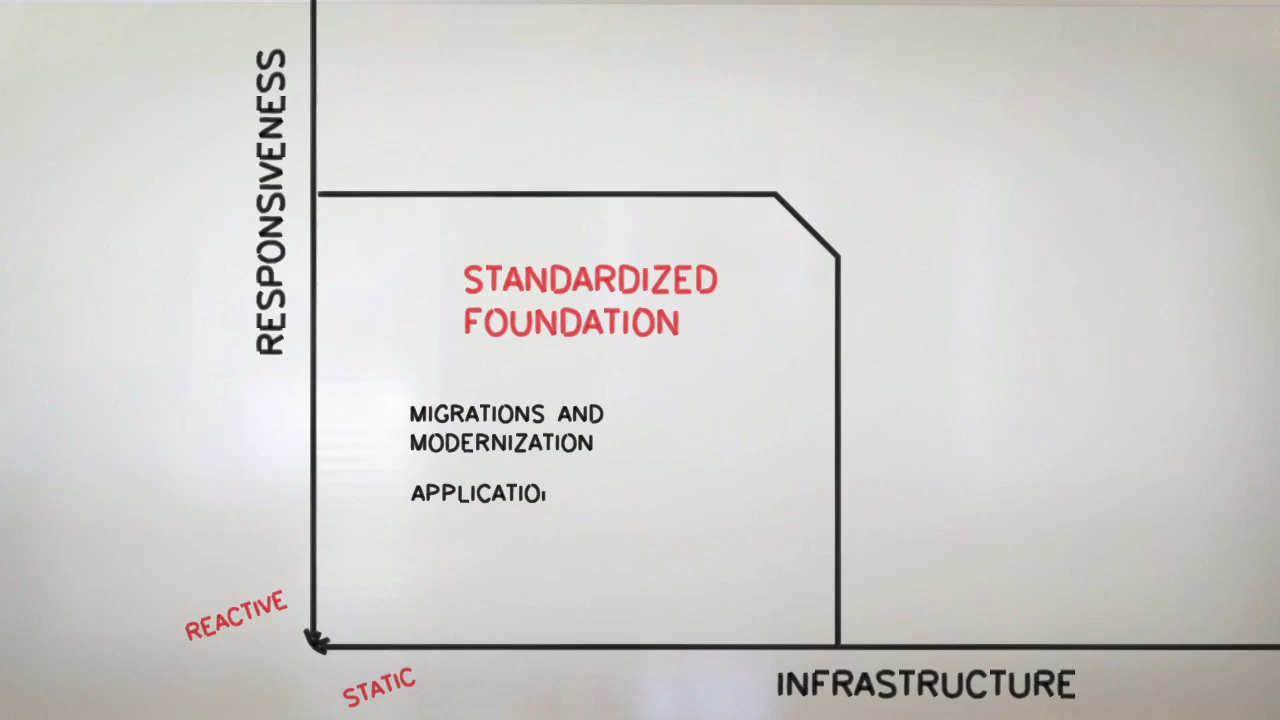 RESPONSIVENESS
STANDARDIZED
FOUNDATION
MIGRATIONS AND
MODERNIZATION
REACTIVE
STATIC
INFRASTRUCTURE